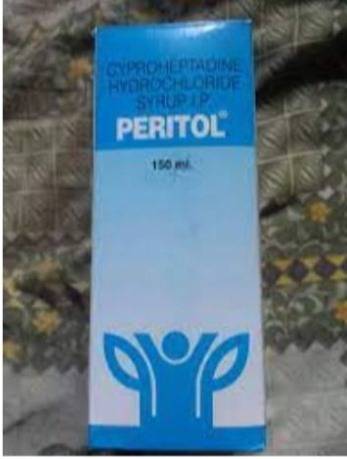 CYPROHEPTADINE
HYDROCHLORIDE
SYRUP I.P.
PERITOL®
150 ml.